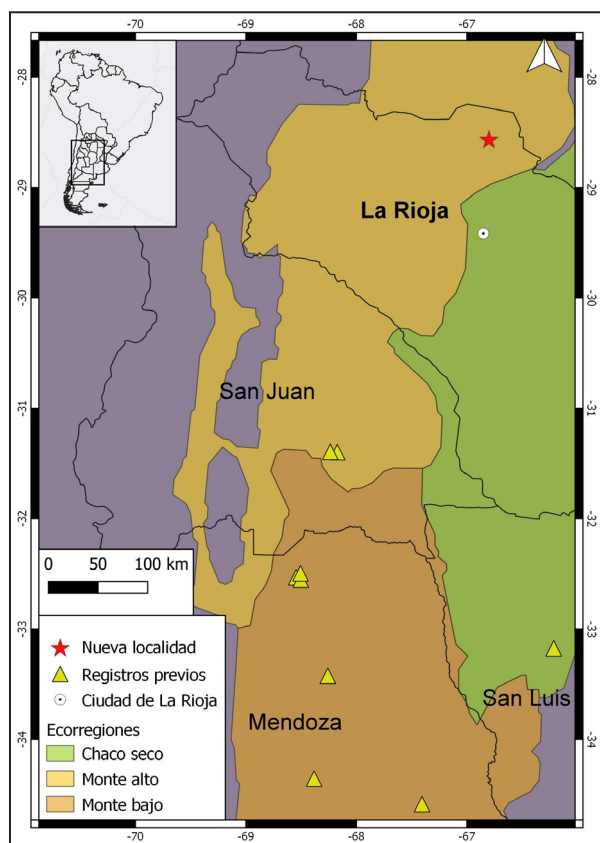 -70 -69 -68 -67
-28 -28
-29 -29
La Rioja
-30 -30
San Juan
-31 -31
-32 -32
0 50 100 km
-33 -33
Nueva localidad
Registros previos
Ciudad de La Rioja
San Luis
Mendoza
Ecorregiones
-34 -34
Chaco seco
Monte alto
Monte bajo
-70 -69 -68 -67